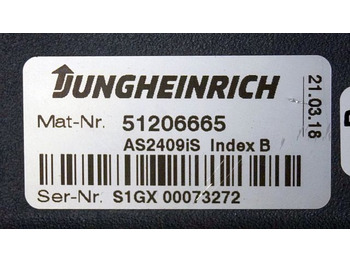 JUNGHEINRICH
Mat-Nr. 51206665
AS2409iS Index B
Ser-Nr. S1GX 00073272
21.03.18